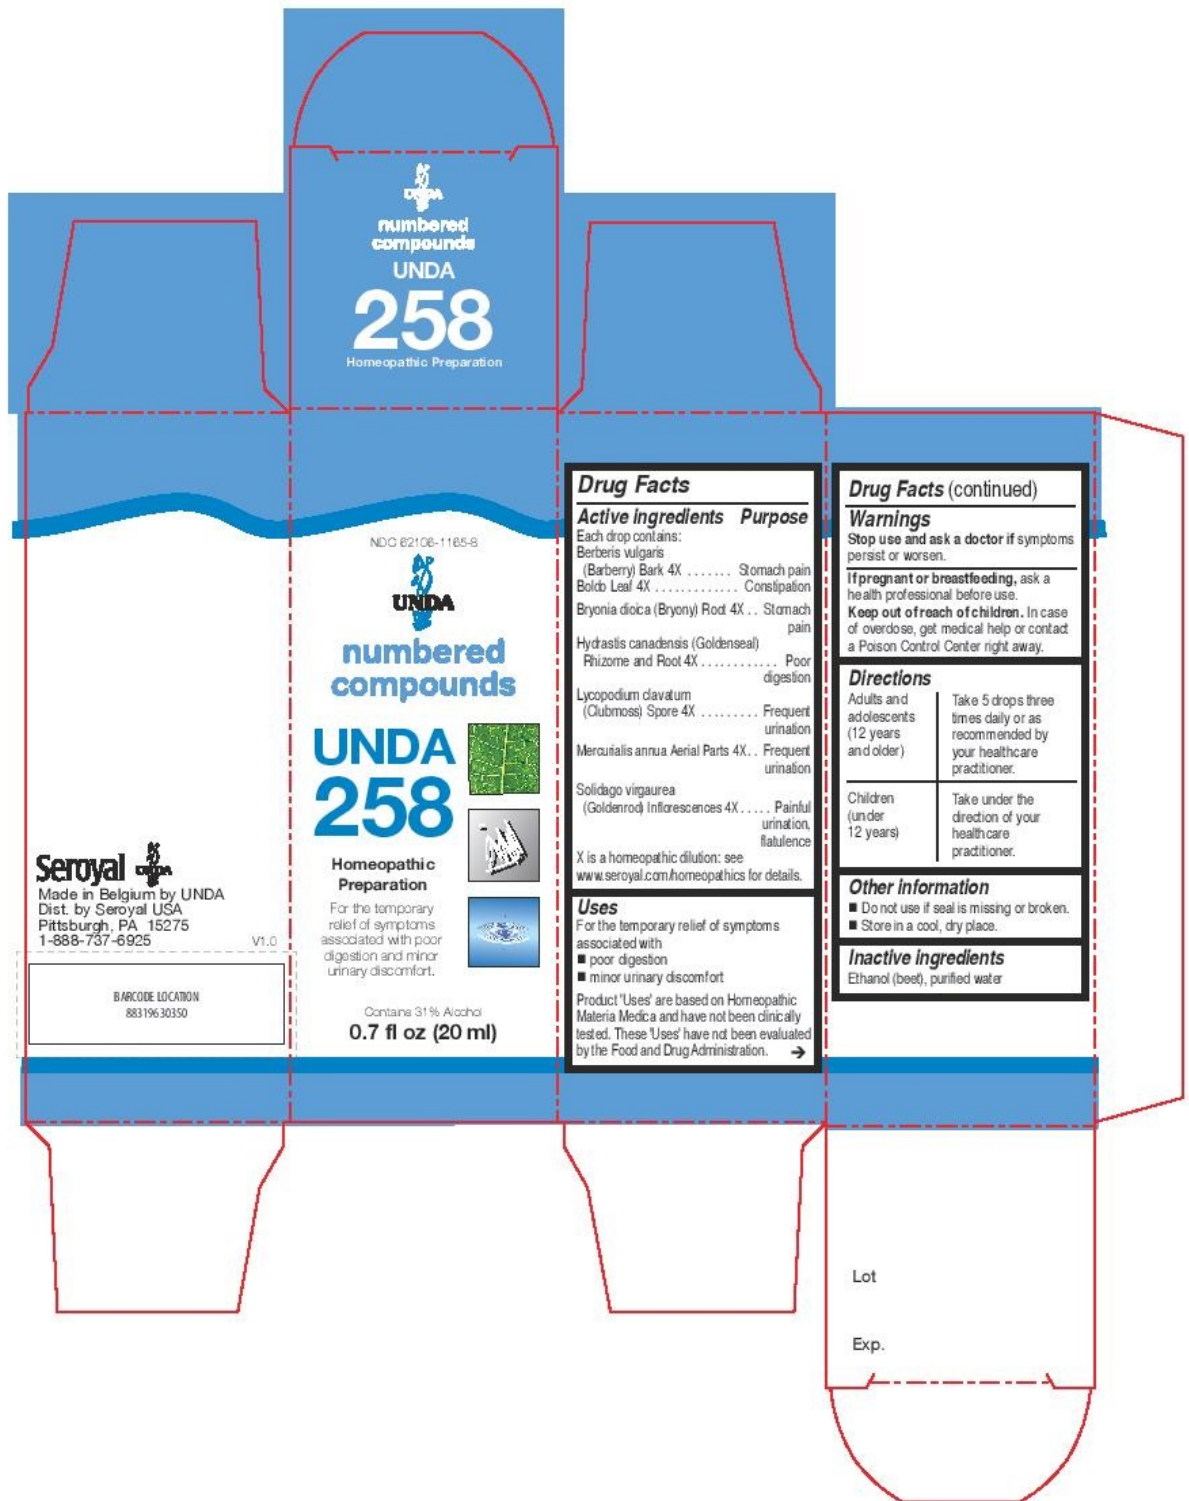 UNDA
numbered
compounds
UNDA
258
Homeopathic Preparation
Seroyal UNDA
Made in Belgium by UNDA
Dist. by Seroyal USA
Pittsburgh, PA 15275
1-888-737-6925 V1.0
BARCODE LOCATION
88319630350
NDC 62106-1165-8
UNDA
numbered
compounds
UNDA
258
Homeopathic
Preparation
For the temporary
relief of symptoms
associated with poor
digestion and minor
urinary discomfort.
Contains 31% Alcohol
0.7 fl oz (20 ml)
Drug Facts
Active ingredients Purpose
Each drop contains:
Berberis vulgaris
(Barberry) Bark 4X ....... Stomach pain
Boldo Leaf 4X ............. Constipation
Bryonia dioica (Bryony) Root 4X .. Stomach
pain
Hydrastis canadensis (Goldenseal)
Rhizome and Root 4X ............ Poor
digestion
Lycopodium clavatum
(Clubmoss) Spore 4X ......... Frequent
urination
Mercurialis annua Aerial Parts 4X .. Frequent
urination
Solidago virgaurea
(Goldenrod) Inflorescences 4X ..... Painful
urination,
flatulence
X is a homeopathic dilution: see
www.seroyal.com/homeopathics for details.
Uses
For the temporary relief of symptoms
associated with
■ poor digestion
■ minor urinary discomfort
Product 'Uses' are based on Homeopathic
Materia Medica and have not been clinically
tested. These 'Uses' have not been evaluated
by the Food and Drug Administration. →
Drug Facts (continued)
Warnings
Stop use and ask a doctor if symptoms
persist or worsen.
If pregnant or breastfeeding, ask a
health professional before use.
Keep out of reach of children. In case
of overdose, get medical help or contact
a Poison Control Center right away.
Directions
Adults and
adolescents
(12 years
and older)
Take 5 drops three
times daily or as
recommended by
your healthcare
practitioner.
Children
(under
12 years)
Take under the
direction of your
healthcare
practitioner.
Other information
■ Do not use if seal is missing or broken.
■ Store in a cool, dry place.
Inactive ingredients
Ethanol (beet), purified water
Lot
Exp.